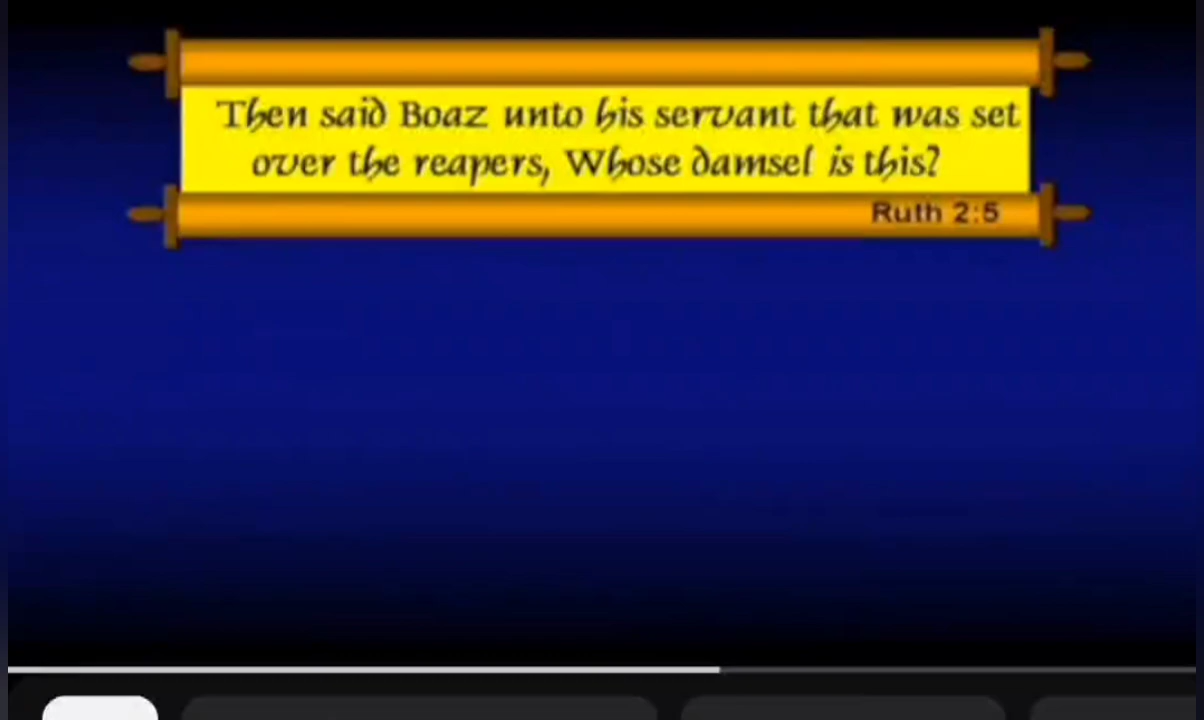 Then said Boaz unto his servant that was set
over the reapers, Whose damsel is this?
Ruth 2:5